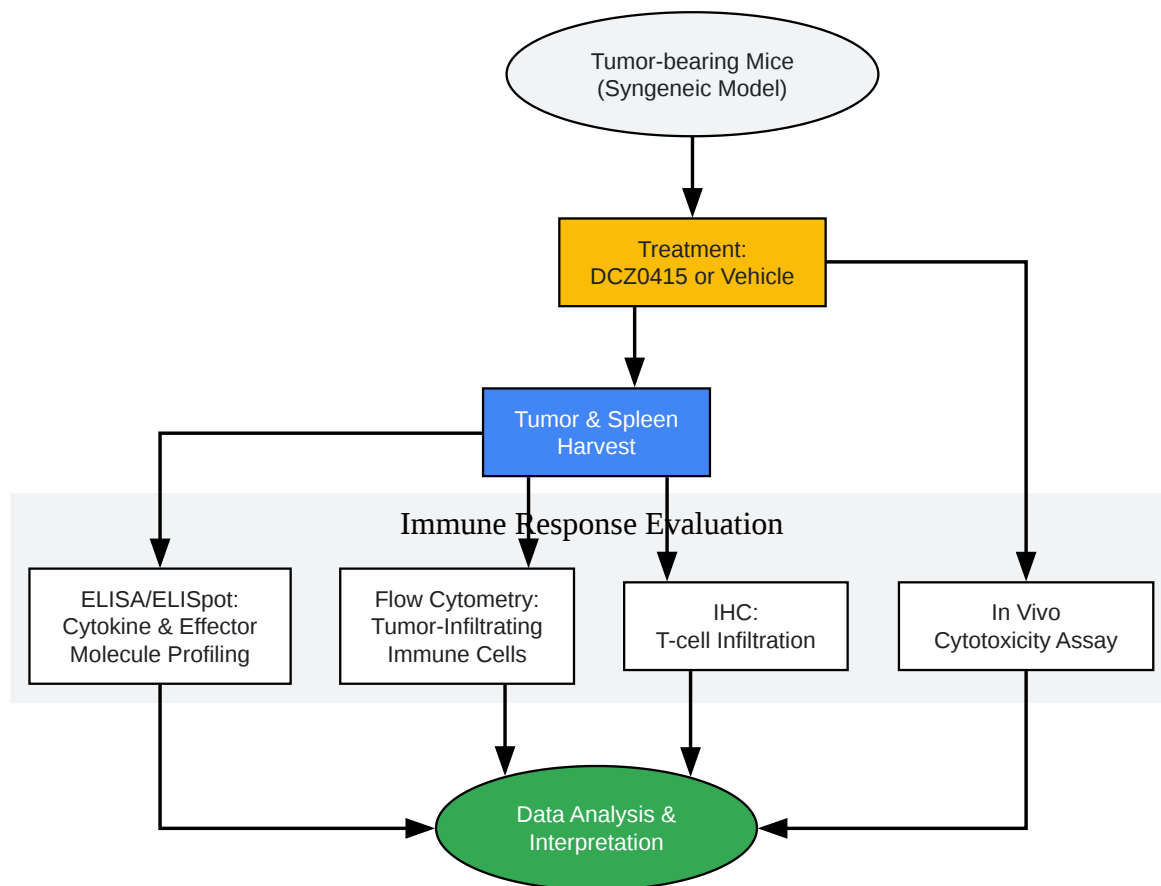 Tumor-bearing Mice
(Syngeneic Model)
Treatment:
DCZ0415 or Vehicle
Tumor & Spleen
Harvest
Immune Response Evaluation
ELISA/ELISpot:
Cytokine & Effector
Molecule Profiling
Flow Cytometry:
Tumor-Infiltrating
Immune Cells
IHC:
T-cell Infiltration
In Vivo
Cytotoxicity Assay
Data Analysis &
Interpretation